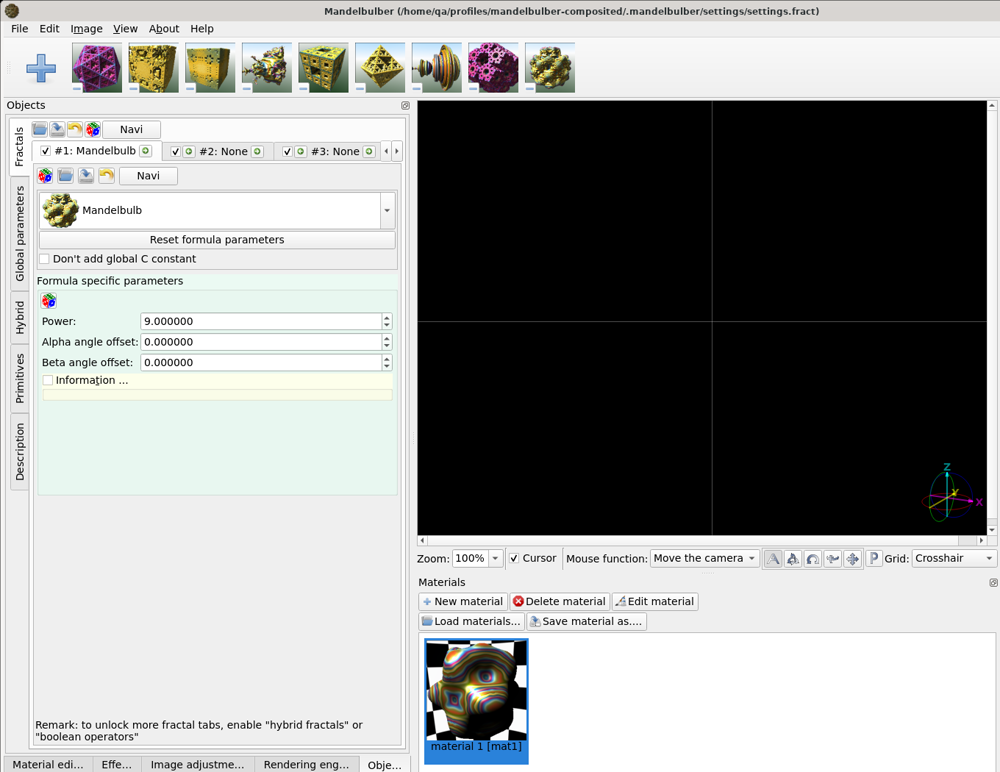 Mandelbulber (/home/qa/profiles/mandelbulber-composited/.mandelbulber/settings/settings.fract)
File Edit Image View About Help
Objects
Fractals
Global parameters
Hybrid
Primitives
Description
Navi
#1: Mandelbulb #2: None #3: None
Navi
Mandelbulb
Reset formula parameters
Don't add global C constant
Formula specific parameters
Power: 9.000000
Alpha angle offset: 0.000000
Beta angle offset: 0.000000
Information ...
Remark: to unlock more fractal tabs, enable "hybrid fractals" or
"boolean operators"
Material edi... Effe... Image adjustme... Rendering eng... Obje...
Z
Y
X
Zoom: 100% Cursor Mouse function: Move the camera A P Grid: Crosshair
Materials
New material Delete material Edit material
Load materials... Save material as....
material 1 [mat1]